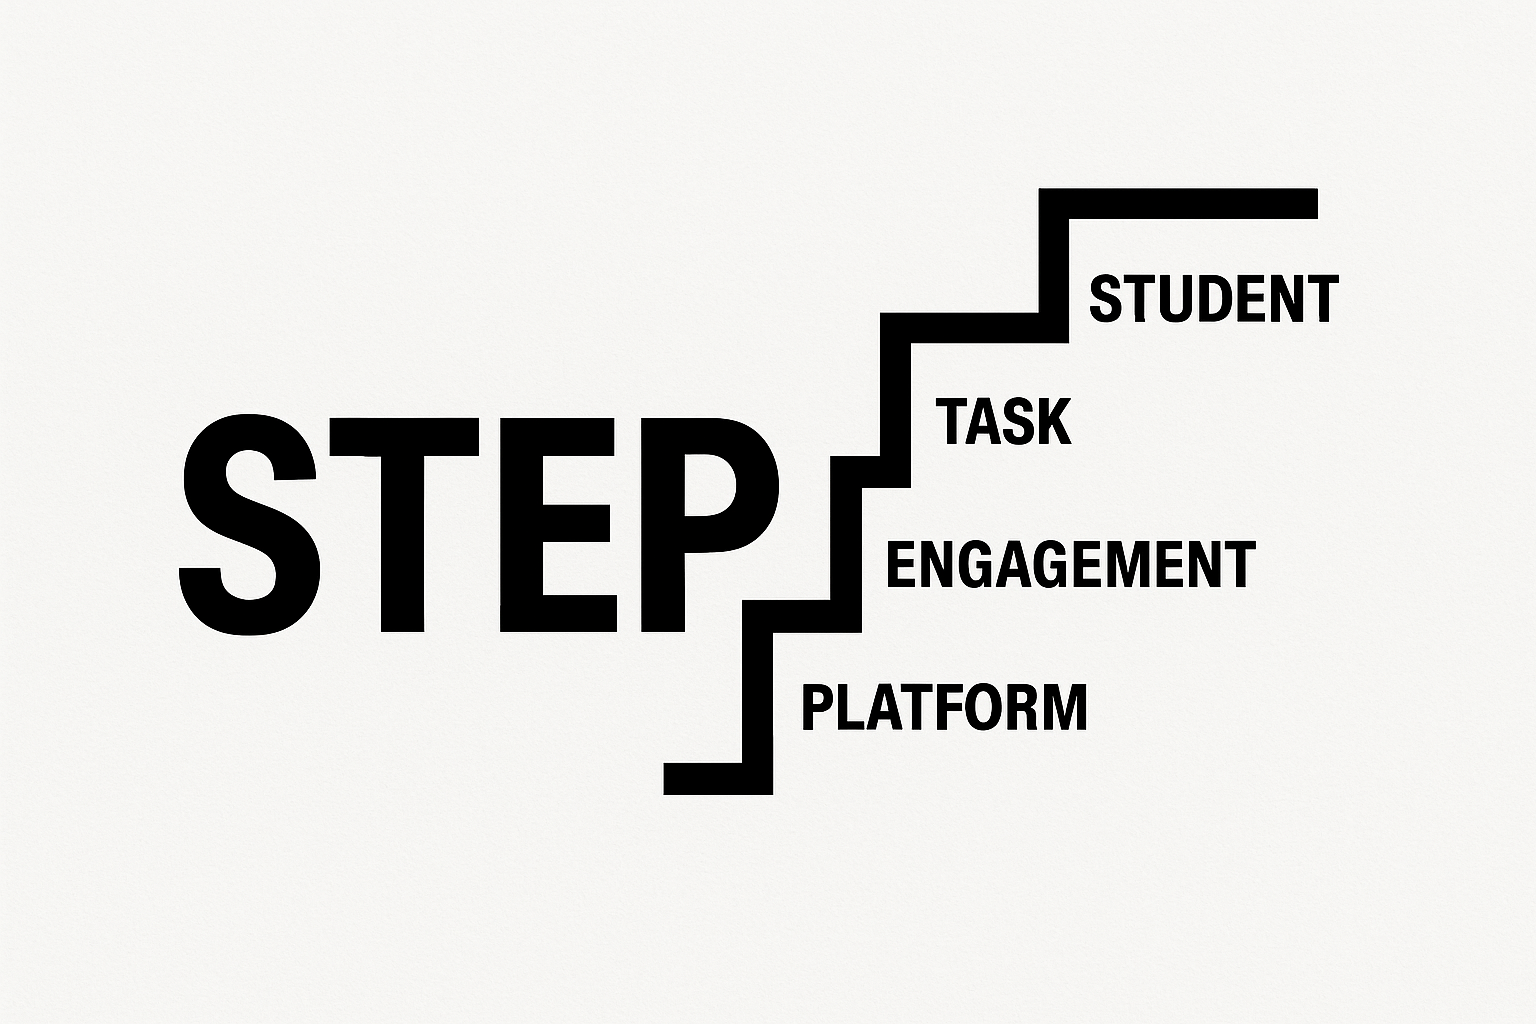 STEP
STUDENT
TASK
ENGAGEMENT
PLATFORM